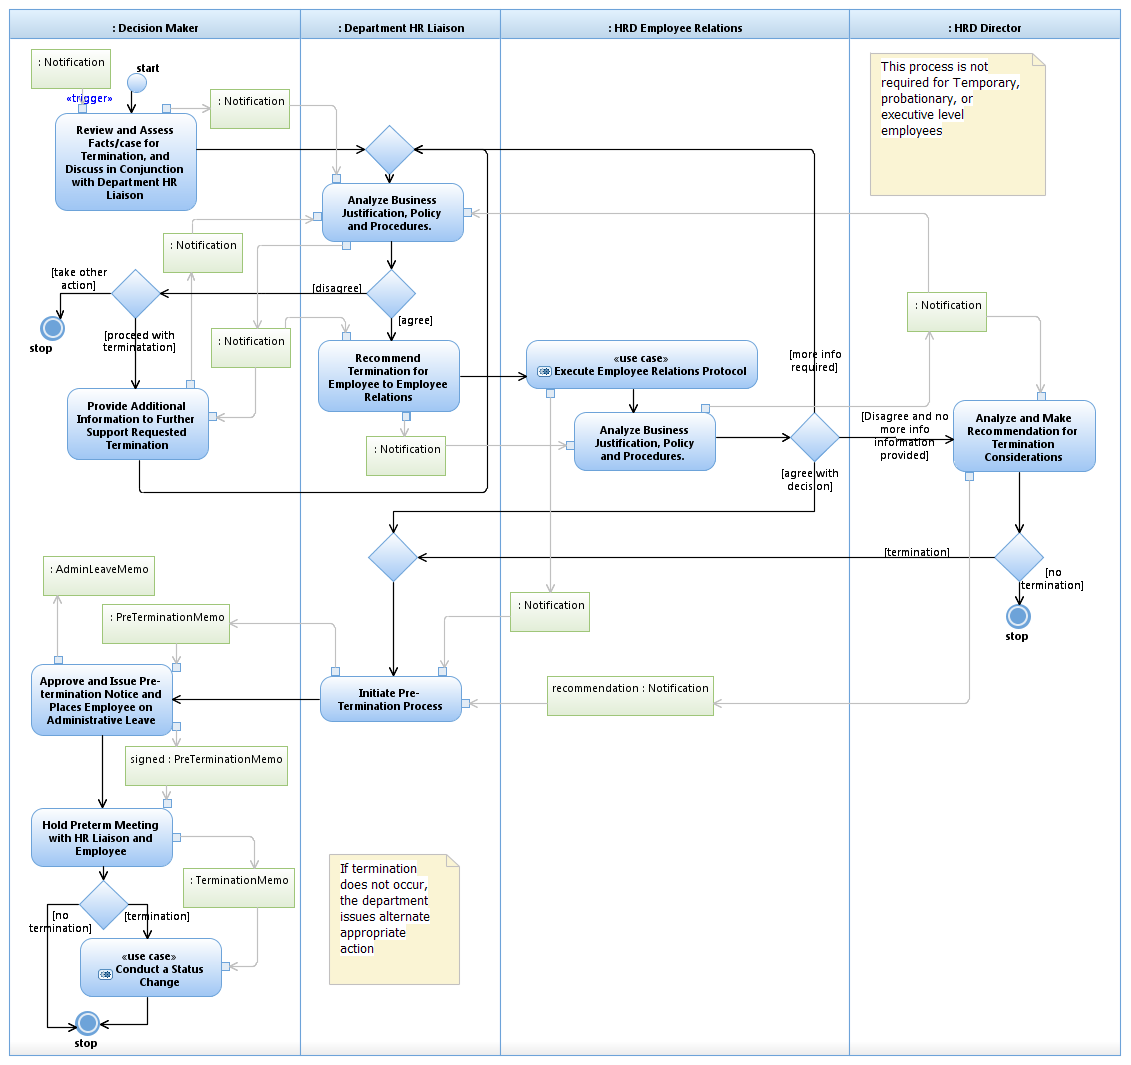 : Decision Maker
: Department HR Liaison
: HRD Employee Relations
: HRD Director
: Notification
start
«trigger»
: Notification
Review and Assess
Facts/case for
Termination, and
Discuss in Conjunction
with Department HR
Liaison
This process is not
required for Temporary,
probationary, or
executive level
employees
Analyze Business
Justification, Policy
and Procedures.
: Notification
[take other
action]
[disagree]
[agree]
stop
[proceed with
terminatation]
: Notification
: Notification
Recommend
Termination for
Employee to Employee
Relations
«use case»
Execute Employee Relations Protocol
[more info
required]
Provide Additional
Information to Further
Support Requested
Termination
: Notification
Analyze Business
Justification, Policy
and Procedures.
[Disagree and no
more info
information
provided]
Analyze and Make
Recommendation for
Termination
Considerations
[agree with
decision]
[termination]
[no
termination]
stop
: AdminLeaveMemo
: PreTerminationMemo
: Notification
Approve and Issue Pre-
termination Notice and
Places Employee on
Administrative Leave
Initiate Pre-
Termination Process
recommendation : Notification
signed : PreTerminationMemo
Hold Preterm Meeting
with HR Liaison and
Employee
: TerminationMemo
If termination
does not occur,
the department
issues alternate
appropriate
action
[no
termination]
[termination]
«use case»
Conduct a Status
Change
stop